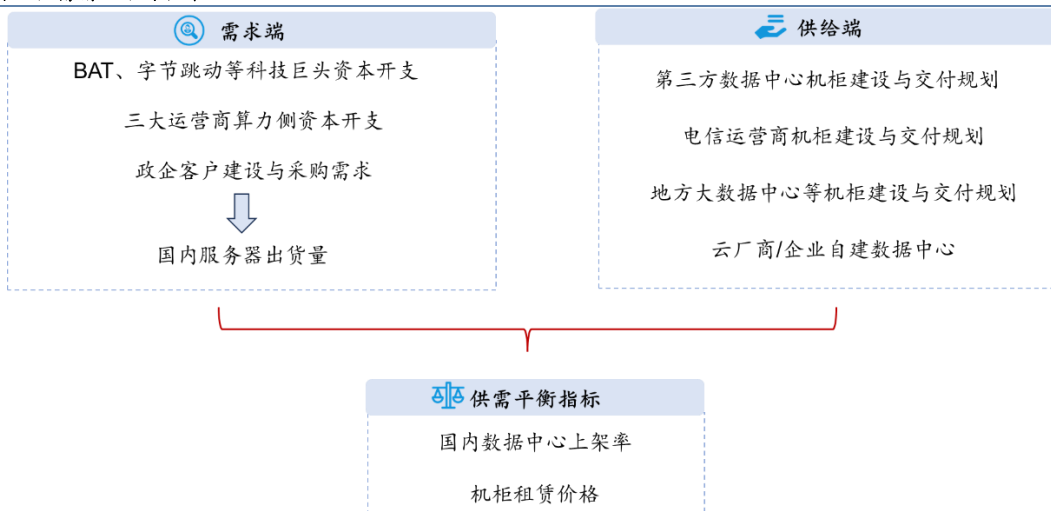 需求端
BAT、字节跳动等科技巨头资本开支
三大运营商算力侧资本开支
政企客户建设与采购需求
国内服务器出货量
供给端
第三方数据中心机柜建设与交付规划
电信运营商机柜建设与交付规划
地方大数据中心等机柜建设与交付规划
云厂商/企业自建数据中心
供需平衡指标
国内数据中心上架率
机柜租赁价格